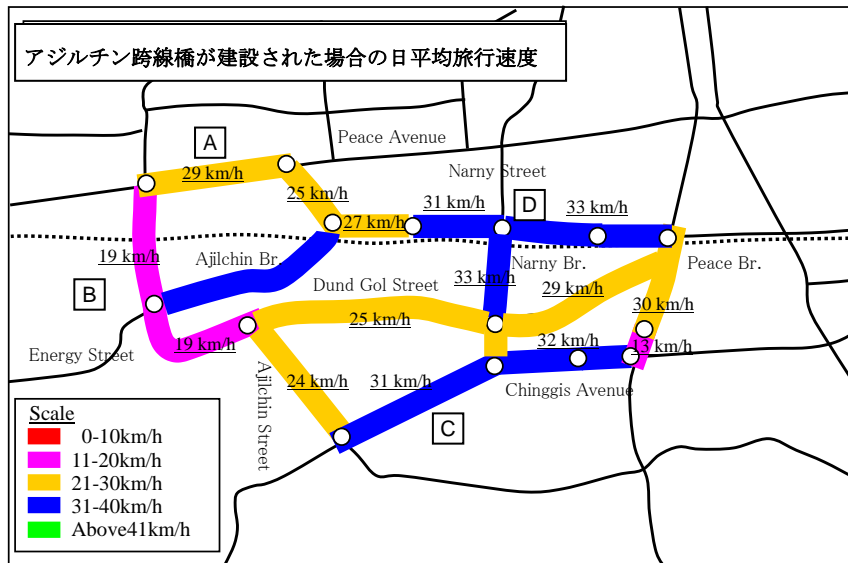 アジルチン跨線橋が建設された場合の日平均旅行速度
A
Peace Avenue
29 km/h
Narny Street
25 km/h
31 km/h
D
33 km/h
27 km/h
19 km/h
Ajilchin Br.
Narny Br.
Peace Br.
33 km/h
B
Dund Gol Street
29 km/h
25 km/h
30 km/h
Energy Street
19 km/h
32 km/h
13 km/h
24 km/h
31 km/h
Chinggis Avenue
Ajilchin Street
C
Scale
0-10km/h
11-20km/h
21-30km/h
31-40km/h
Above41km/h